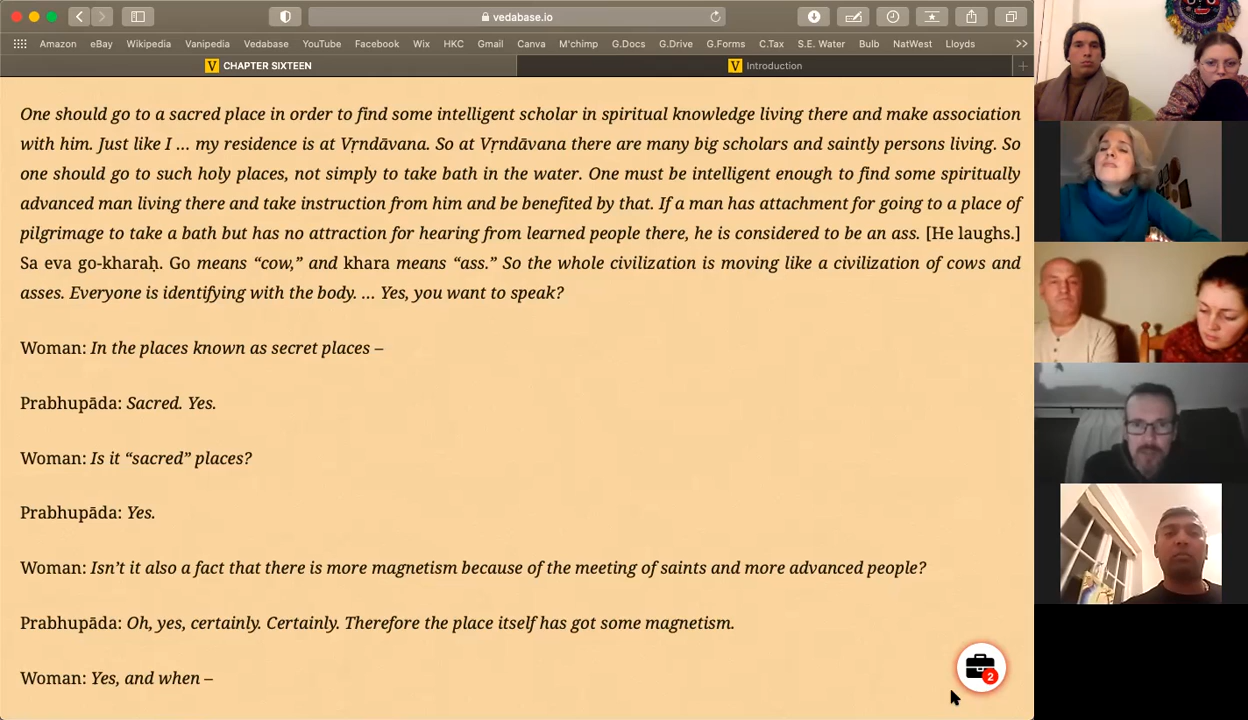 vedabase.io
Amazon eBay Wikipedia Vanipedia Vedabase YouTube Facebook Wix HKC Gmail Canva M'chimp G.Docs G.Drive G.Forms C.Tax S.E. Water Bulb NatWest Lloyds >>
V CHAPTER SIXTEEN V Introduction +
One should go to a sacred place in order to find some intelligent scholar in spiritual knowledge living there and make association
with him. Just like I … my residence is at Vṛndāvana. So at Vṛndāvana there are many big scholars and saintly persons living. So
one should go to such holy places, not simply to take bath in the water. One must be intelligent enough to find some spiritually
advanced man living there and take instruction from him and be benefited by that. If a man has attachment for going to a place of
pilgrimage to take a bath but has no attraction for hearing from learned people there, he is considered to be an ass. [He laughs.]
Sa eva go-kharaḥ. Go means “cow,” and khara means “ass.” So the whole civilization is moving like a civilization of cows and
asses. Everyone is identifying with the body. … Yes, you want to speak?
Woman: In the places known as secret places –
Prabhupāda: Sacred. Yes.
Woman: Is it “sacred” places?
Prabhupāda: Yes.
Woman: Isn’t it also a fact that there is more magnetism because of the meeting of saints and more advanced people?
Prabhupāda: Oh, yes, certainly. Certainly. Therefore the place itself has got some magnetism.
Woman: Yes, and when –
2